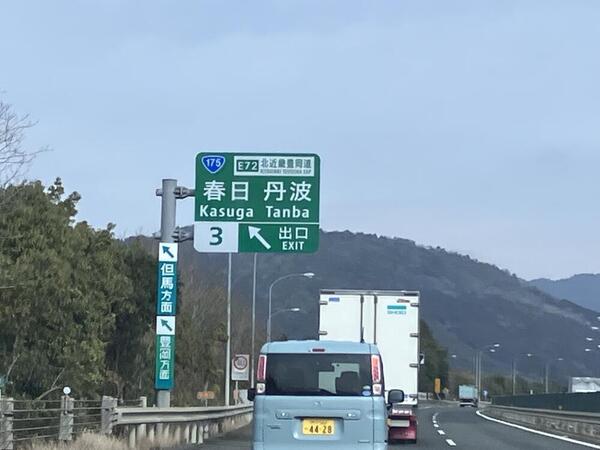 175 E72 北近畿豊岡道
KITAKINKI TOYOOKA EXP
春日 丹波
Kasuga Tanba
3 出口
EXIT
但馬方面
豊岡方面
44-28